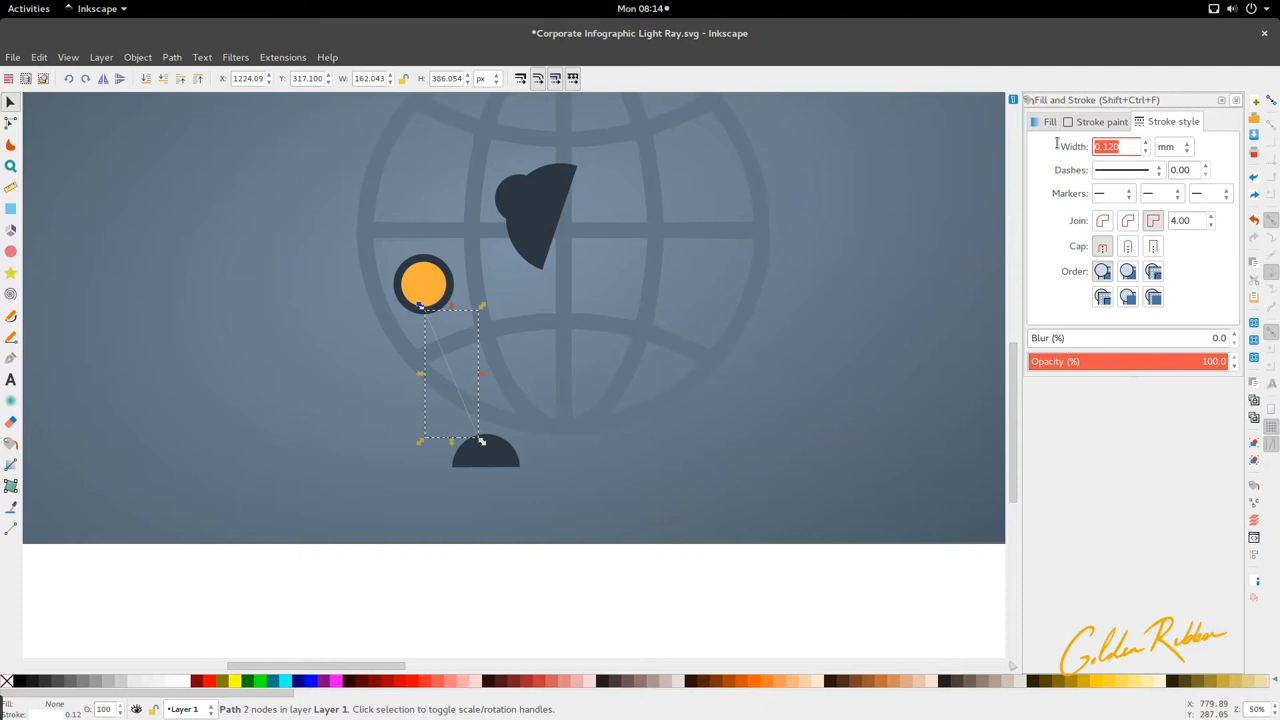 Activities Inkscape Mon 08:14
*Corporate Infographic Light Ray.svg - Inkscape
File Edit View Layer Object Path Text Filters Extensions Help
X: 1224.09 Y: 317.100 W: 162.043 H: 386.054 px
Fill and Stroke (Shift+Ctrl+F)
Fill Stroke paint Stroke style
Width: 0.120 mm
Dashes: 0.00
Markers:
Join: 4.00
Cap:
Order:
Blur (%) 0.0
Opacity (%) 100.0
Golden Ribbon
Fill: None
Stroke: 0.12
O: 100
Layer 1
Path 2 nodes in layer Layer 1. Click selection to toggle scale/rotation handles.
X: 779.89
Y: 287.05
Z: 50%